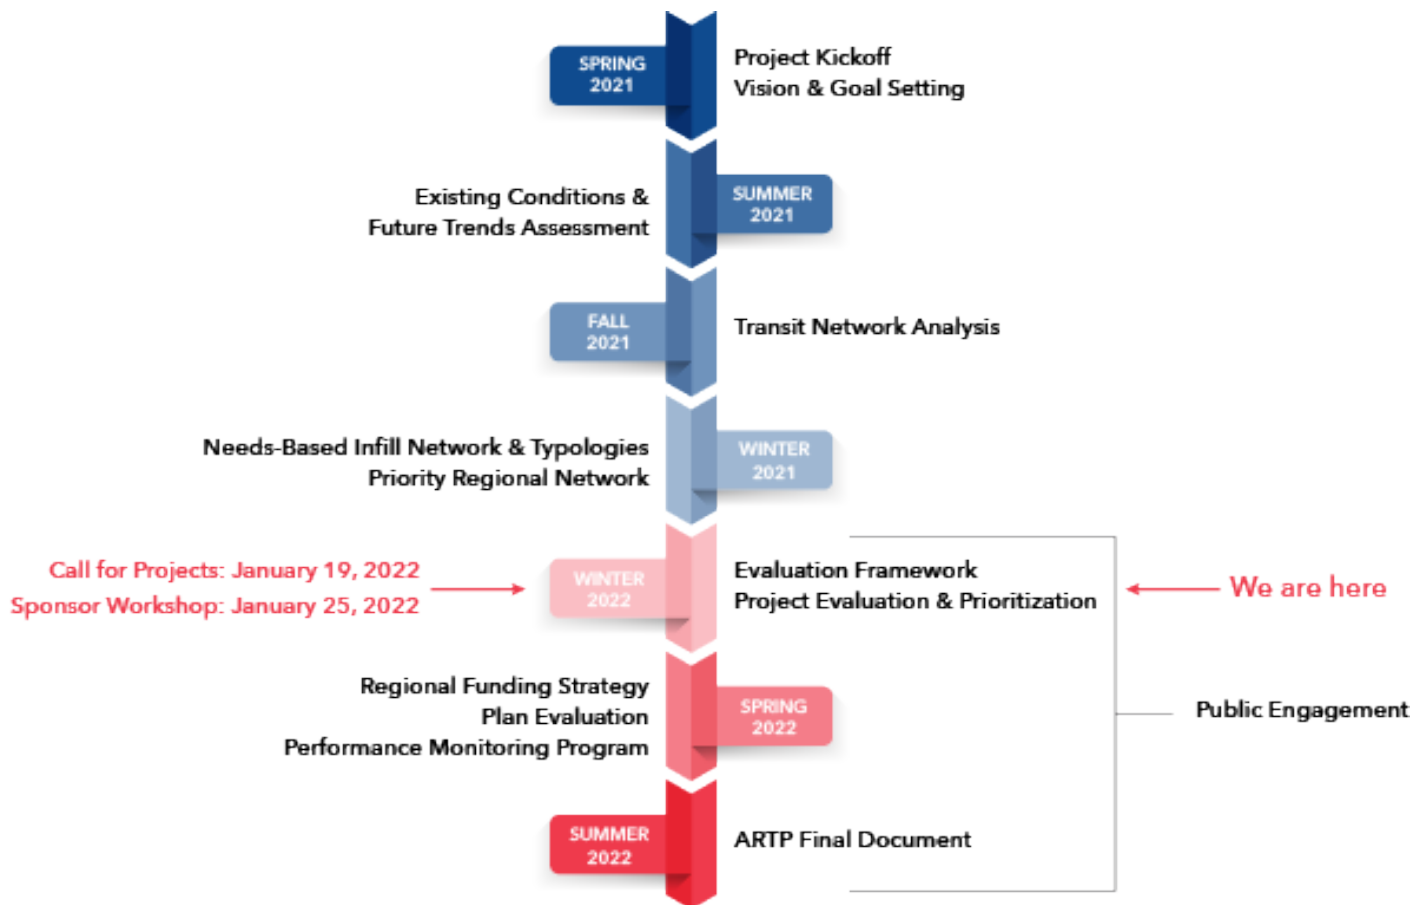 SPRING
2021
Project Kickoff
Vision & Goal Setting
Existing Conditions &
Future Trends Assessment
SUMMER
2021
FALL
2021
Transit Network Analysis
Needs-Based Infill Network & Typologies
Priority Regional Network
WINTER
2021
Call for Projects: January 19, 2022
Sponsor Workshop: January 25, 2022
WINTER
2022
Evaluation Framework
Project Evaluation & Prioritization
We are here
Regional Funding Strategy
Plan Evaluation
Performance Monitoring Program
SPRING
2022
Public Engagement
SUMMER
2022
ARTP Final Document